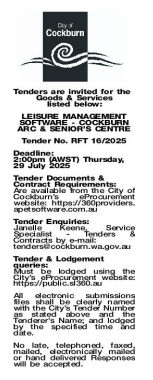 City of
Cockburn
Tenders are invited for the
Goods & Services
listed below:
LEISURE MANAGEMENT
SOFTWARE - COCKBURN
ARC & SENIOR'S CENTRE
Tender No. RFT 16/2025
Deadline:
2:00pm (AWST) Thursday,
29 July 2025
Tender Documents &
Contract Requirements:
Are available from the City of
Cockburn's eProcurement
website: https://360providers.
apetsoftware.com.au
Tender Enquiries:
Janelle Keene, Service
Specialist - Tenders &
Contracts by e-mail:
tenders@cockburn.wa.gov.au
Tender & Lodgement
queries:
Must be lodged using the
City's eProcurement website:
https://public.sl360.au
All electronic submissions
files shall be clearly named
with the City's Tender Number
as stated above and the
Tenderer's Name; and lodged
by the specified time and
date.
No late, telephoned, faxed,
mailed, electronically mailed
or hand delivered Responses
will be accepted.